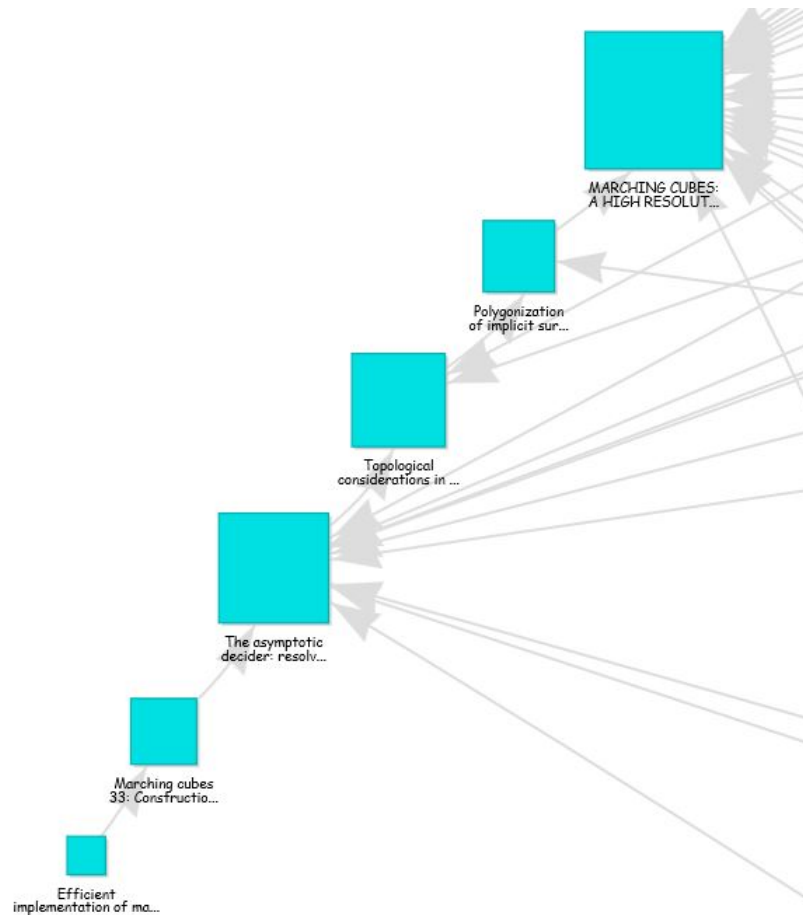 MARCHING CUBES:
A HIGH RESOLUT...
Polygonization
of implicit sur...
Topological
considerations in ...
The asymptotic
decider: resolv...
Marching cubes
33: Constructio...
Efficient
implementation of ma...